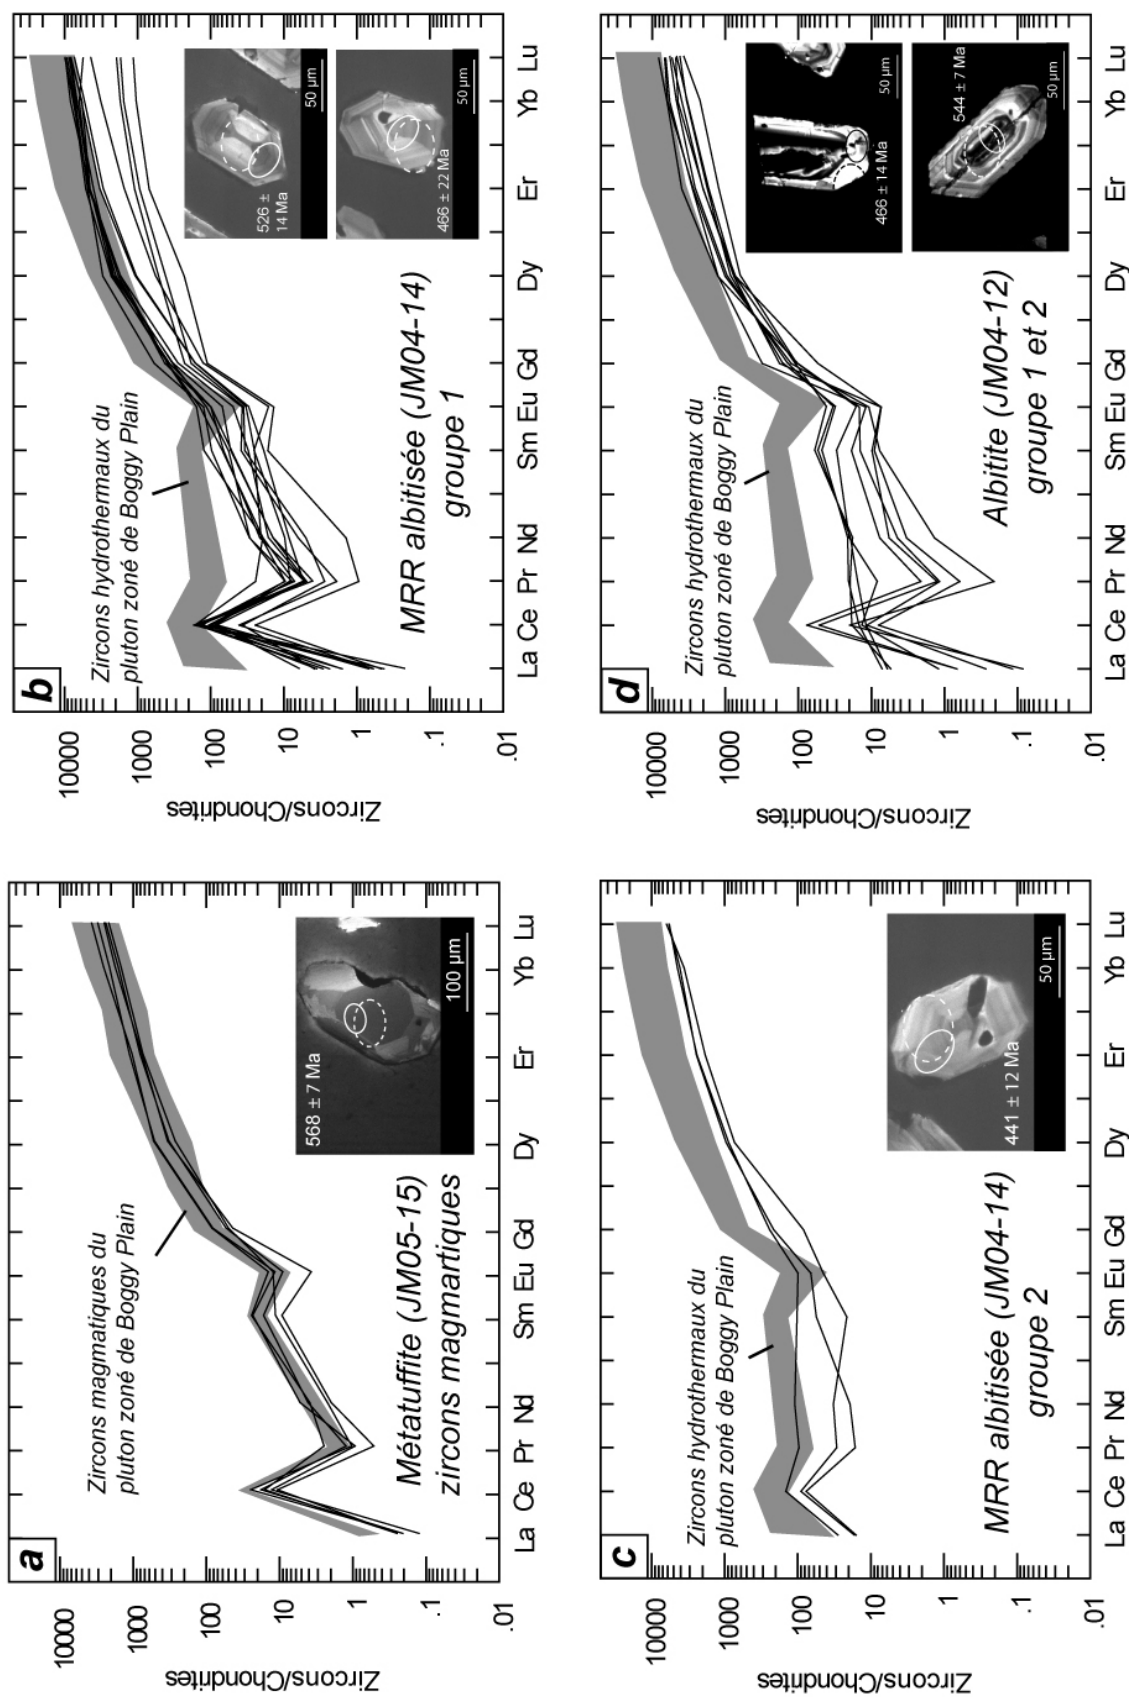 a
Zircons/Chondrites
10000
1000
100
10
1
.1
.01
Zircons magmatiques du
pluton zoné de Boggy Plain
568 ± 7 Ma
100 µm
Métatuffite (JM05-15)
zircons magmartiques
La Ce Pr Nd Sm Eu Gd Dy Er Yb Lu
b
Zircons/Chondrites
10000
1000
100
10
1
.1
.01
Zircons hydrothermaux du
pluton zoné de Boggy Plain
526 ±
14 Ma
50 µm
466 ± 22 Ma
50 µm
MRR albitisée (JM04-14)
groupe 1
La Ce Pr Nd Sm Eu Gd Dy Er Yb Lu
c
Zircons/Chondrites
10000
1000
100
10
1
.1
.01
Zircons hydrothermaux du
pluton zoné de Boggy Plain
441 ± 12 Ma
50 µm
MRR albitisée (JM04-14)
groupe 2
La Ce Pr Nd Sm Eu Gd Dy Er Yb Lu
d
Zircons/Chondrites
10000
1000
100
10
1
.1
.01
Zircons hydrothermaux du
pluton zoné de Boggy Plain
466 ± 14 Ma
50 µm
544 ± 7 Ma
50 µm
Albitite (JM04-12)
groupe 1 et 2
La Ce Pr Nd Sm Eu Gd Dy Er Yb Lu